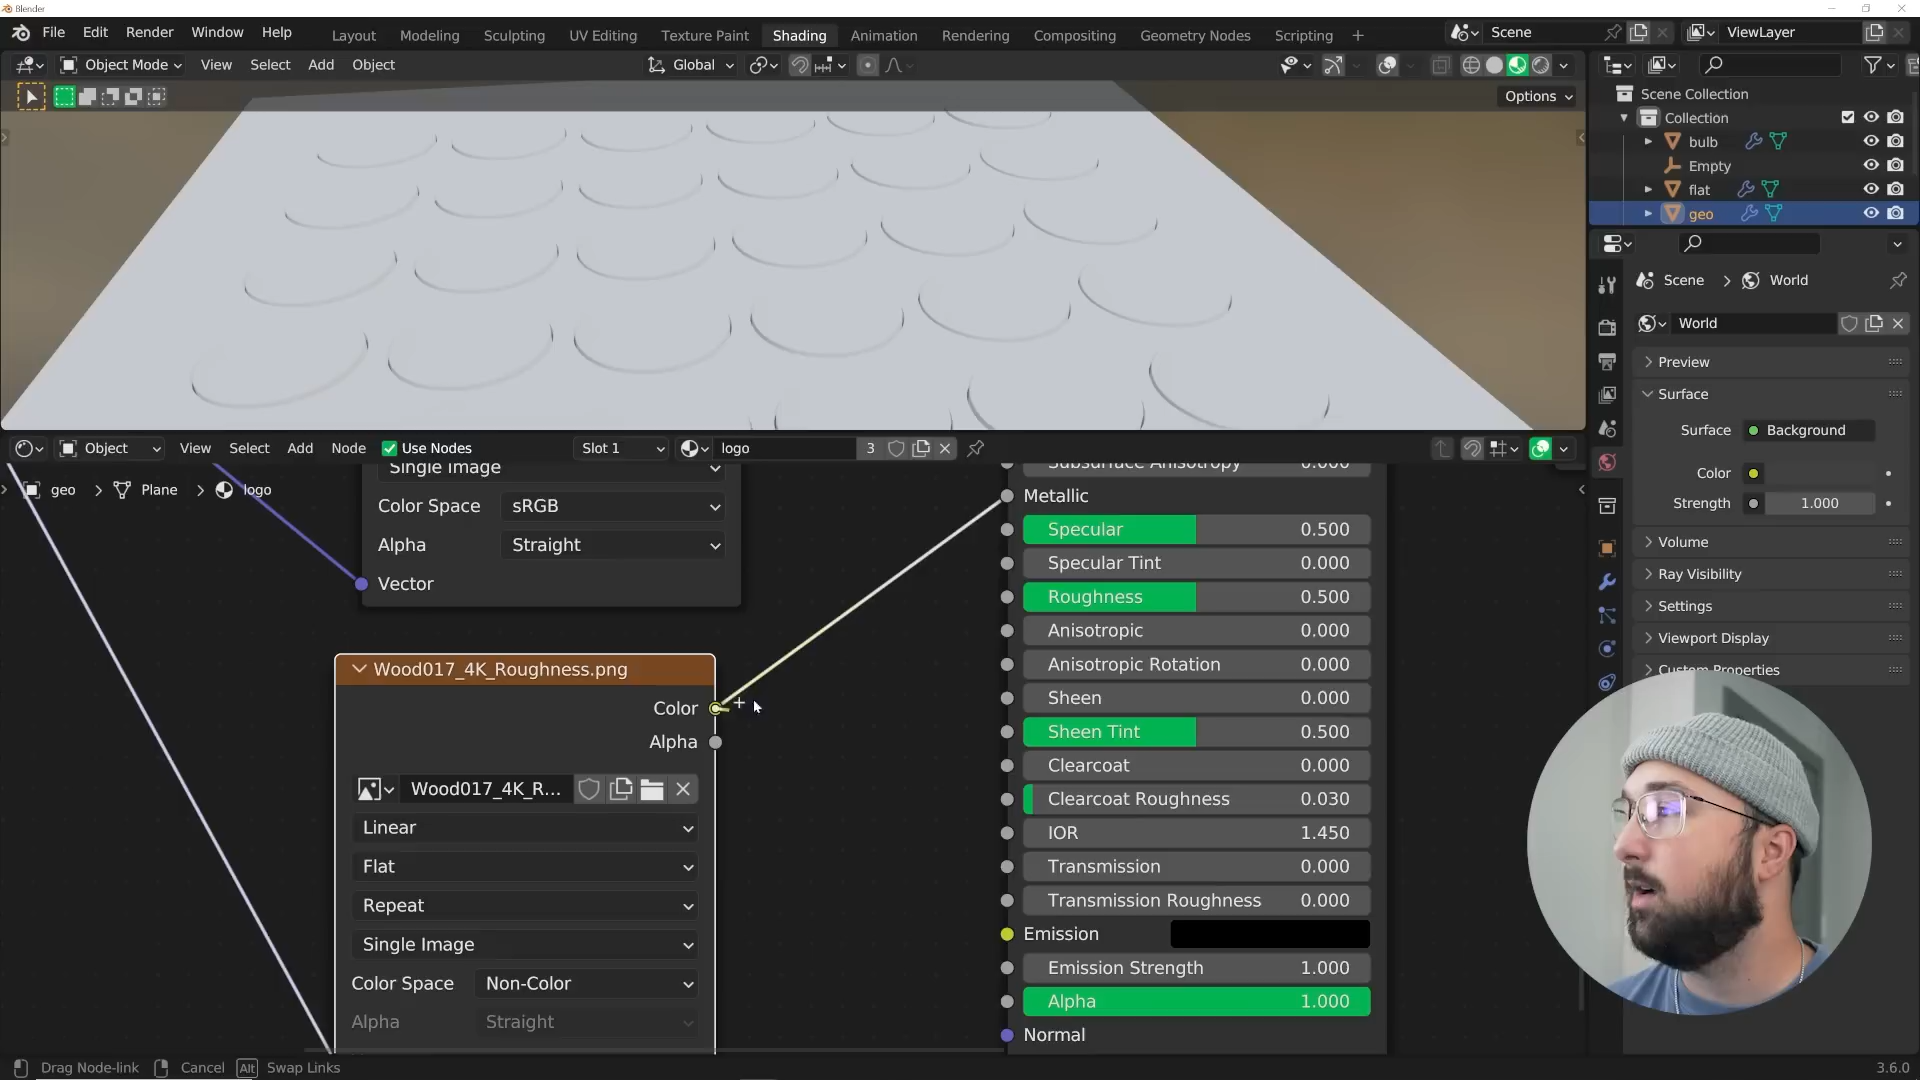 Blender
File Edit Render Window Help
Layout Modeling Sculpting UV Editing Texture Paint Shading Animation Rendering Compositing Geometry Nodes Scripting +
Scene
ViewLayer
Object Mode View Select Add Object
Global
Options
Scene Collection
Collection
bulb
Empty
flat
geo
Scene > World
World
Preview
Surface
Surface Background
Color
Strength 1.000
Volume
Ray Visibility
Settings
Viewport Display
Custom Properties
Object View Select Add Node Use Nodes Slot 1 logo 3
geo > Plane > logo
Single Image
Color Space sRGB
Alpha Straight
Vector
Wood017_4K_Roughness.png
Color
Alpha
Wood017_4K_R...
Linear
Flat
Repeat
Single Image
Color Space Non-Color
Alpha Straight
Subsurface Anisotropy 0.000
Metallic
Specular 0.500
Specular Tint 0.000
Roughness 0.500
Anisotropic 0.000
Anisotropic Rotation 0.000
Sheen 0.000
Sheen Tint 0.500
Clearcoat 0.000
Clearcoat Roughness 0.030
IOR 1.450
Transmission 0.000
Transmission Roughness 0.000
Emission
Emission Strength 1.000
Alpha 1.000
Normal
Drag Node-link Cancel Alt Swap Links
3.6.0